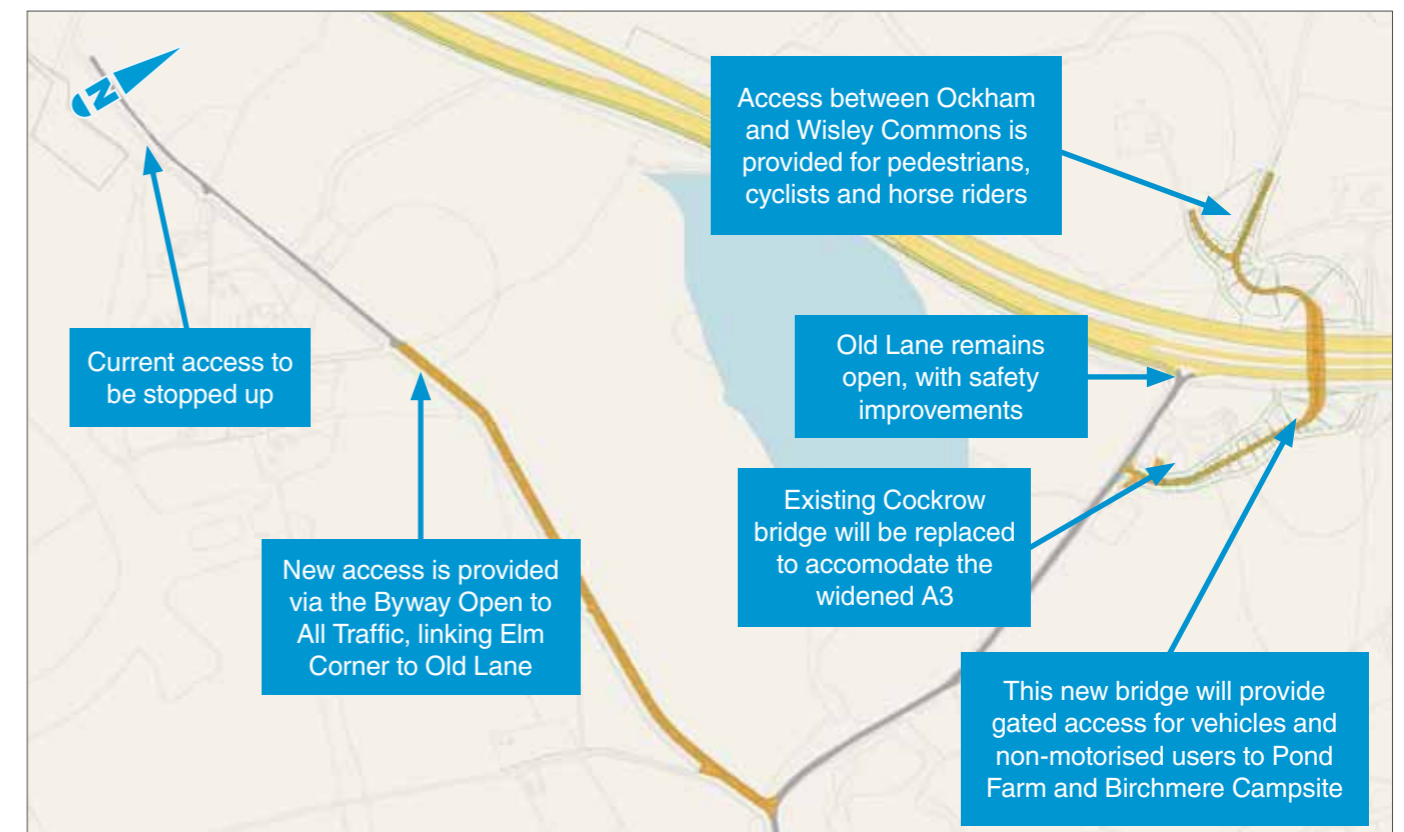 N
Access between Ockham
and Wisley Commons is
provided for pedestrians,
cyclists and horse riders
Current access to
be stopped up
Old Lane remains
open, with safety
improvements
Existing Cockrow
bridge will be replaced
to accomodate the
widened A3
New access is provided
via the Byway Open to
All Traffic, linking Elm
Corner to Old Lane
This new bridge will provide
gated access for vehicles and
non-motorised users to Pond
Farm and Birchmere Campsite